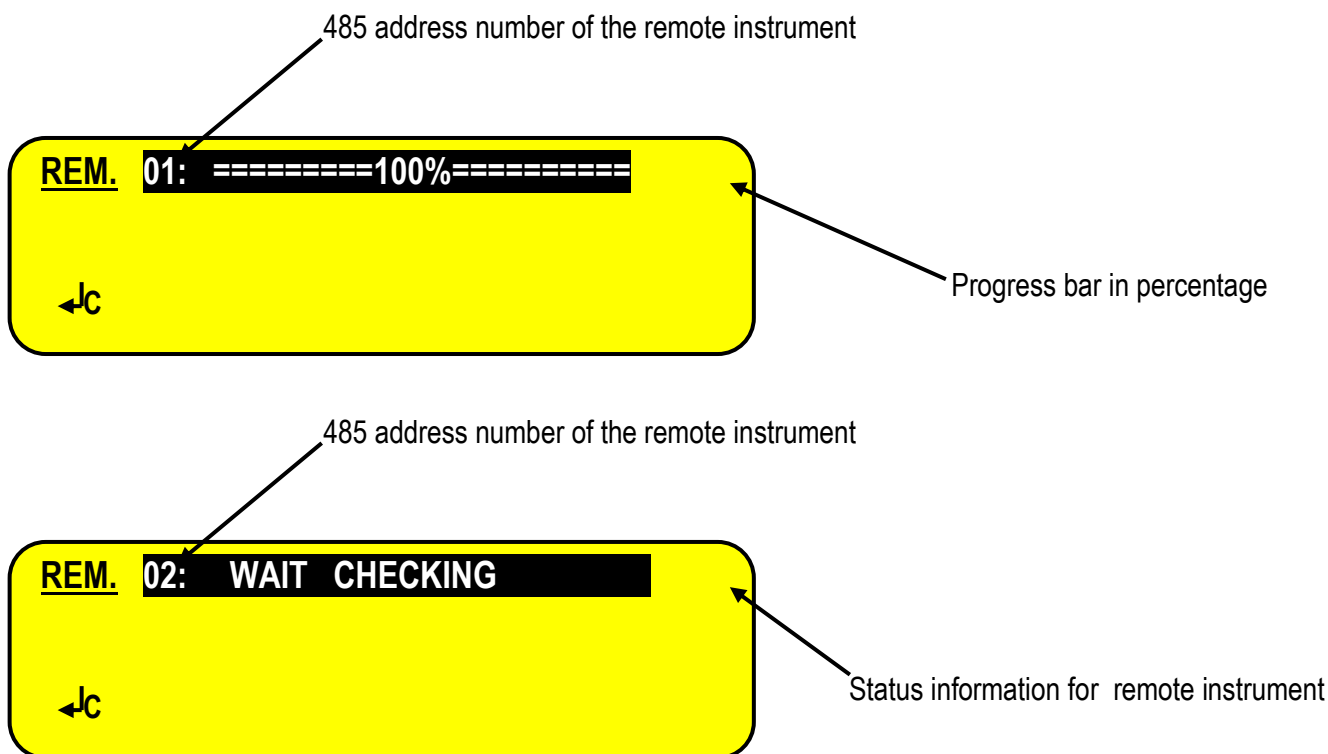 485 address number of the remote instrument
REM. 01: =========100%==========
Progress bar in percentage
C
485 address number of the remote instrument
REM. 02: WAIT CHECKING
Status information for remote instrument
C